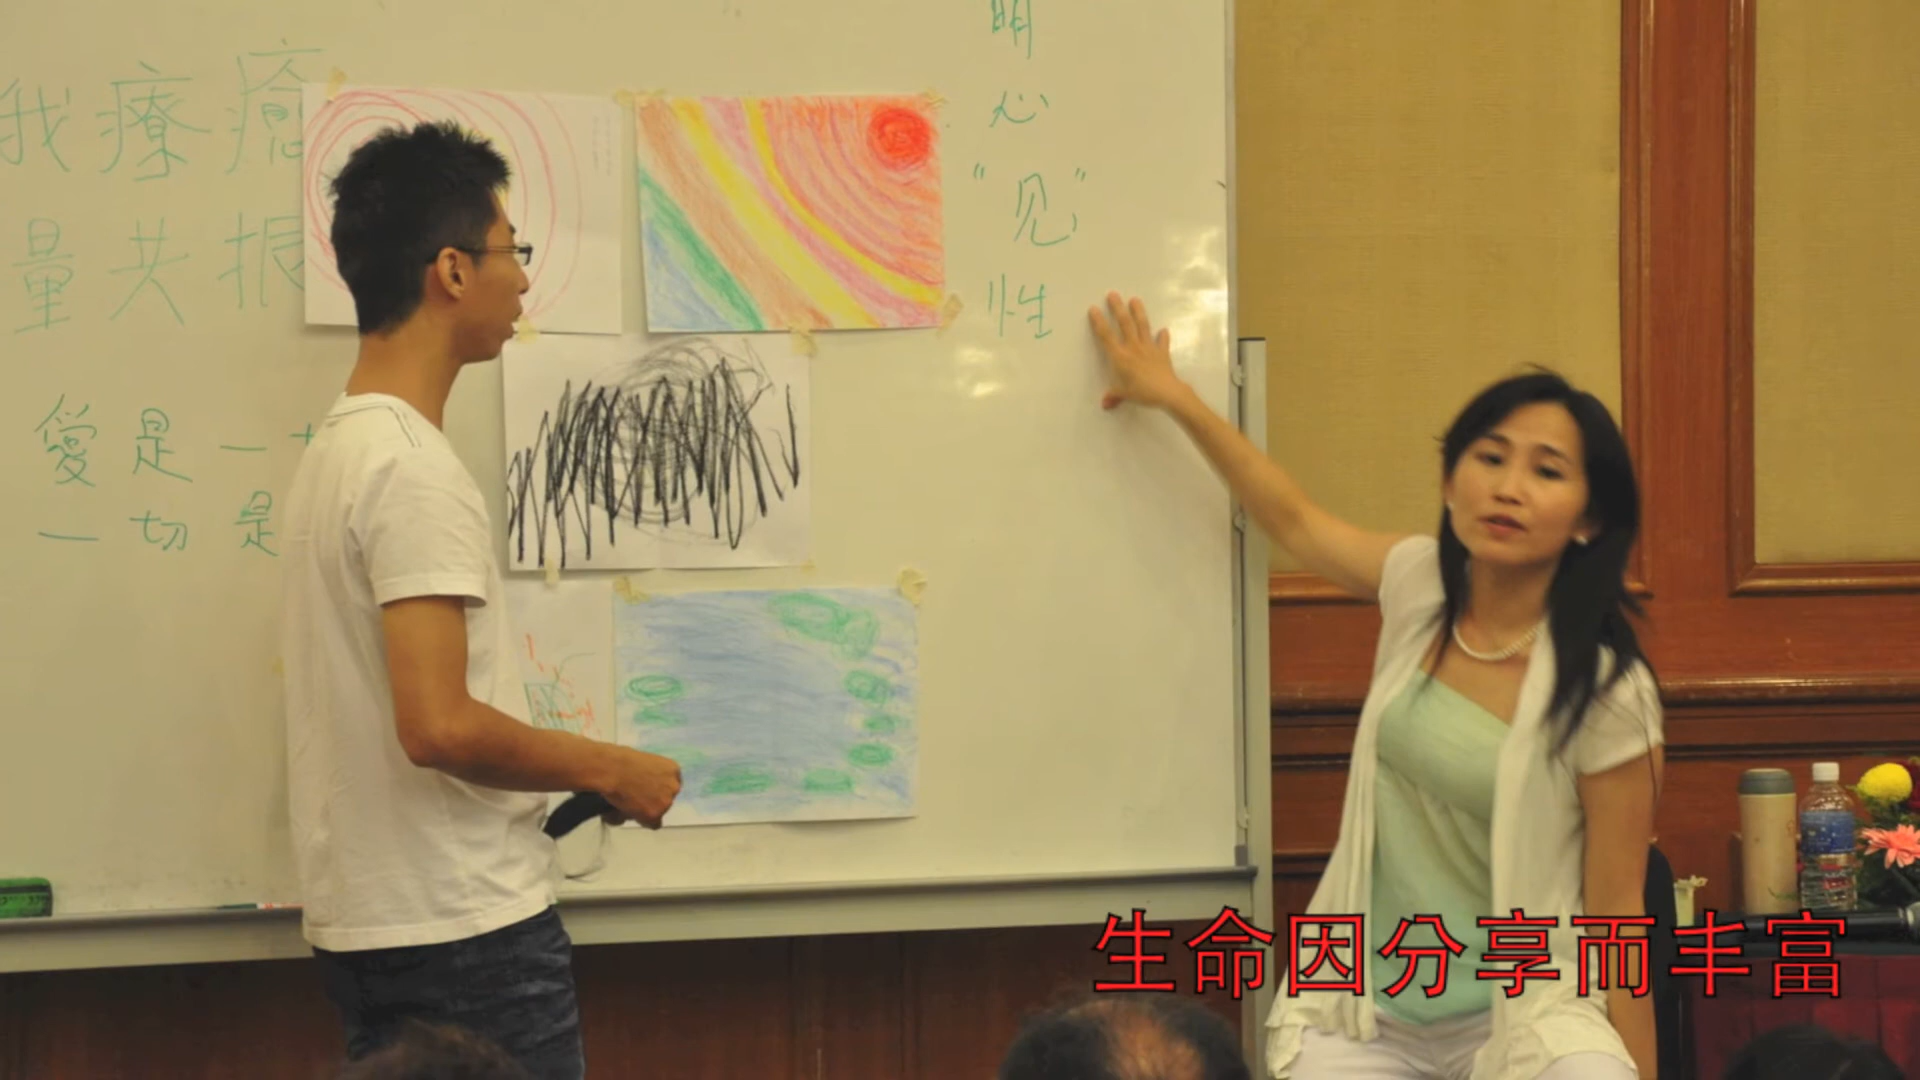 我療癒
量共振
愛是一切
一切是
明心“见”性
生命因分享而丰富